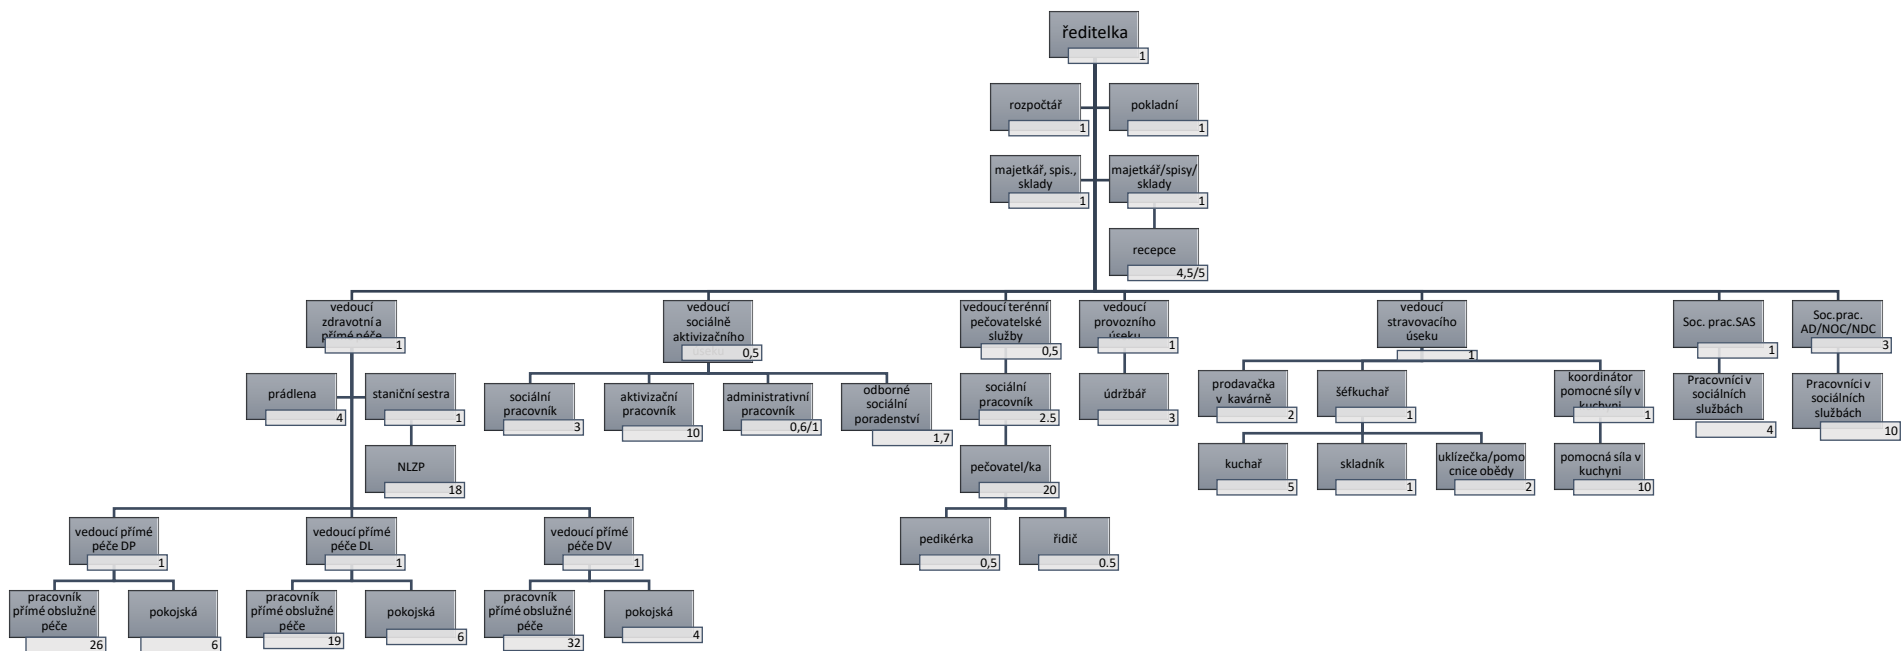 ředitelka
1
rozpočtář
1
pokladní
1
majetkář, spis.,
sklady
1
majetkář/spisy/
sklady
1
recepce
4,5/5
vedoucí
zdravotní a
přímé péče
1
vedoucí
sociálně
aktivizačního
úseku
0,5
vedoucí terénní
pečovatelské
služby
0,5
vedoucí
provozního
úseku
1
vedoucí
stravovacího
úseku
1
Soc. prac.SAS
1
Soc.prac.
AD/NOC/NDC
3
prádlena
4
staniční sestra
1
NLZP
18
sociální
pracovník
3
aktivizační
pracovník
10
administrativní
pracovník
0,6/1
odborné
sociální
poradenství
1,7
sociální
pracovník
2.5
údržbář
3
prodavačka
v kavárně
2
šéfkuchař
1
koordinátor
pomocné síly v
kuchyni
1
Pracovníci v
sociálních
službách
4
Pracovníci v
sociálních
službách
10
pečovatel/ka
20
kuchař
5
skladník
1
uklízečka/pomo
cnice obědy
2
pomocná síla v
kuchyni
10
vedoucí přímé
péče DP
1
vedoucí přímé
péče DL
1
vedoucí přímé
péče DV
1
pedikérka
0,5
řidič
0.5
pracovník
přímé obslužné
péče
26
pokojská
6
pracovník
přímé obslužné
péče
19
pokojská
6
pracovník
přímé obslužné
péče
32
pokojská
4